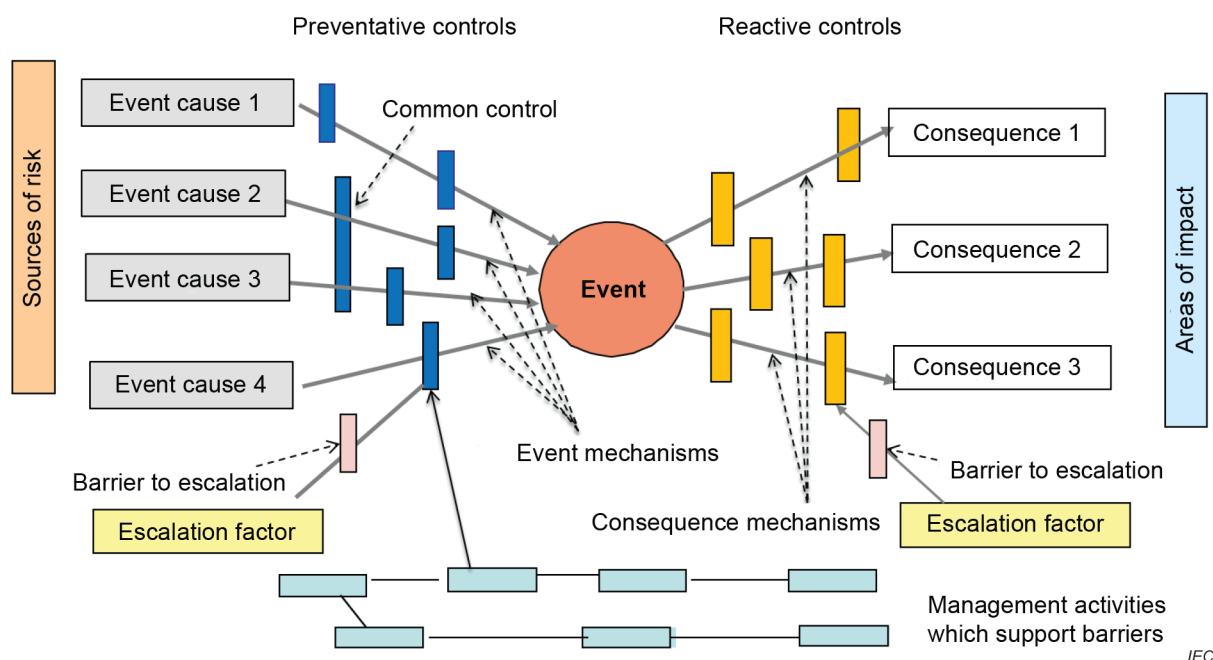 Preventative controls
Reactive controls
Sources of risk
Event cause 1
Common control
Consequence 1
Event cause 2
Consequence 2
Event cause 3
Event
Areas of impact
Event cause 4
Consequence 3
Event mechanisms
Barrier to escalation
Barrier to escalation
Consequence mechanisms
Escalation factor
Escalation factor
Management activities
which support barriers
IEC